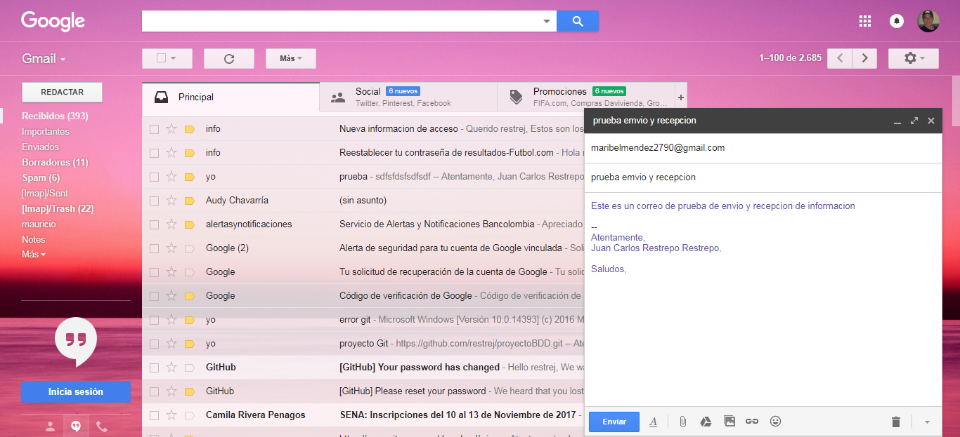 Google
Gmail
Más
1–100 de 2.685
REDACTAR
Recibidos (393)
Importantes
Enviados
Borradores (11)
Spam (6)
[Imap]/Sent
[Imap]/Trash (22)
mauricio
Notes
Más
Inicia sesión
Principal
Social 6 nuevos
Twitter, Pinterest, Facebook
Promociones 6 nuevos
FIFA.com, Compras Davivienda, Gro...
+
info Nueva informacion de acceso - Querido restrej, Estos son los
info Reestablecer tu contraseña de resultados-Futbol.com - Hola
yo prueba - sdfsfdsfsdfsdf -- Atentamente, Juan Carlos Restrepo
Audy Chavarría (sin asunto)
alertasynotificaciones Servicio de Alertas y Notificaciones Bancolombia - Apreciado
Google (2) Alerta de seguridad para tu cuenta de Google vinculada -
Google Tu solicitud de recuperación de la cuenta de Google - Tu
Google Código de verificación de Google - Código de verificación de
yo error git - Microsoft Windows [Versión 10.0.14393] (c) 2016
yo proyecto Git - https://github.com/restrej/proyectoBDD.git --
GitHub [GitHub] Your password has changed - Hello restrej, We
GitHub [GitHub] Please reset your password - We heard that you lost
Camila Rivera Penagos SENA: Inscripciones del 10 al 13 de Noviembre de 2017 -
prueba emvio y recepcion
maribelmendez2790@gmail.com
prueba emvio y recepcion
Este es un correo de prueba de envio y recepcion de informacion
--
Atentamente,
Juan Carlos Restrepo Restrepo,
Saludos,
Enviar